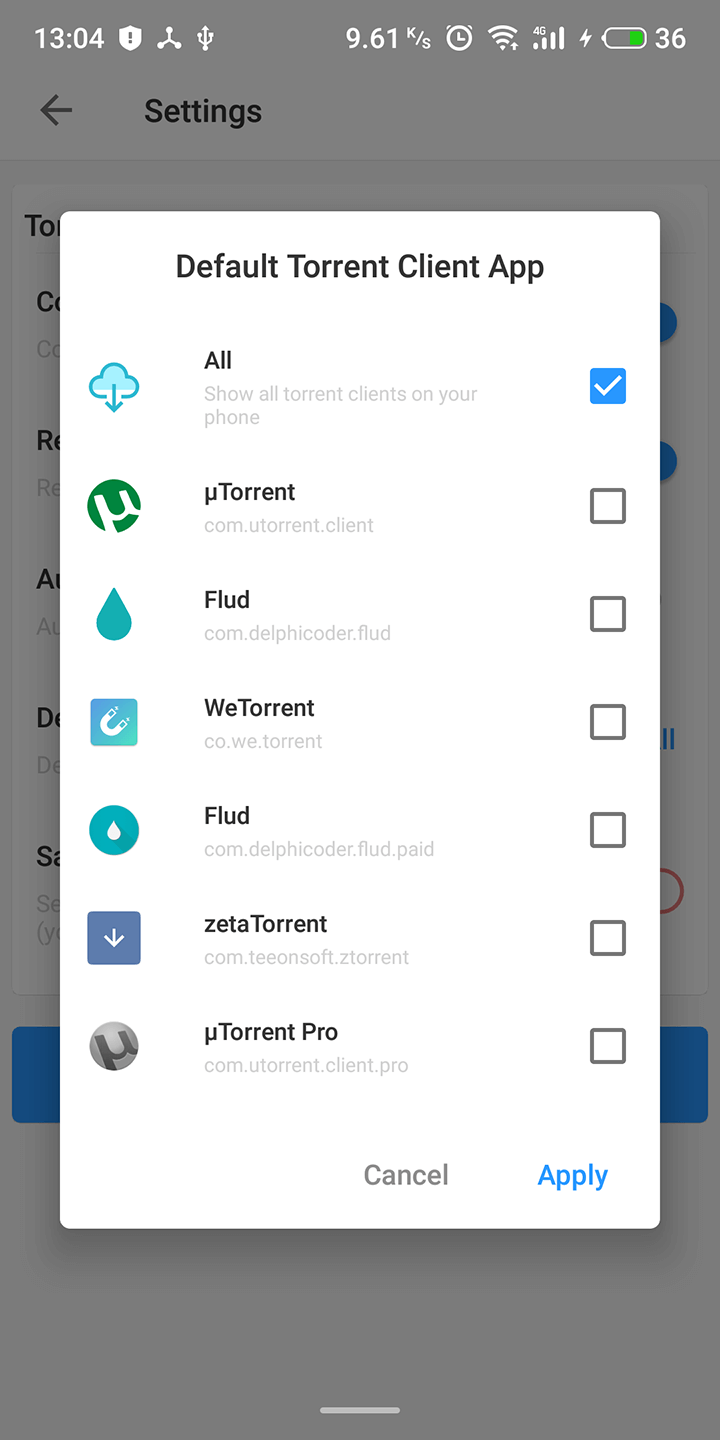 13:04 9.61 K/s 4G 36
Settings
Default Torrent Client App
All
Show all torrent clients on your
phone
µTorrent
com.utorrent.client
Flud
com.delphicoder.flud
WeTorrent
co.we.torrent
Flud
com.delphicoder.flud.paid
zetaTorrent
com.teeonsoft.ztorrent
µTorrent Pro
com.utorrent.client.pro
Cancel Apply